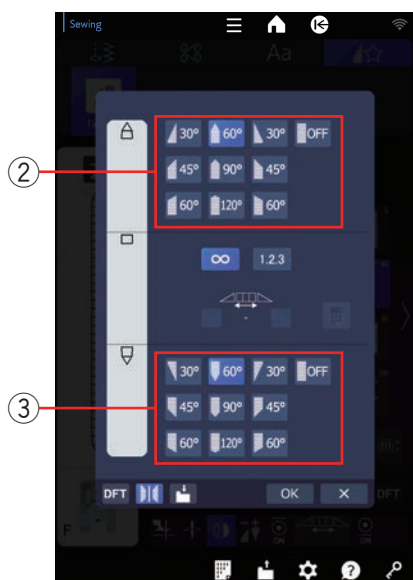 Sewing
Aa
30° 60° 30° OFF
② 45° 90° 45°
60° 120° 60°
∞ 1.2.3
-
30° 60° 30° OFF
③ 45° 90° 45°
60° 120° 60°
DFT OK × DFT
F
?